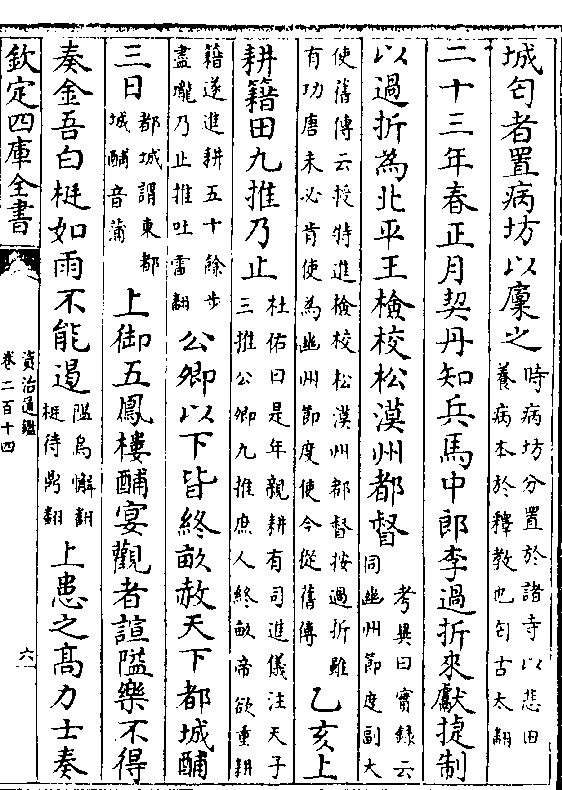 城匄者置病坊以廩之時病坊分置於諸寺以悲田養病本於釋教也匄古太翻
二十三年春正月契丹知兵馬中郎李過折來獻捷制
以過折為北平王檢校松漠州都督考異曰實錄云同幽州節度副大
使舊傳云授特進檢校松漠州都督按過折雖有功唐未必肯使為幽州節度使今從舊傳乙亥上
耕籍田九推乃止杜佑曰是年親耕有司進儀注天子三推公卿九推庶人終畝帝欲重耕
籍遂進耕五十餘步盡隴乃止推吐雷翻公卿以下皆終畝赦天下都城酺
三日都城謂東都城酺音蒲上御五鳳樓酺宴觀者諠隘樂不得
奏金吾白梃如雨不能遏隘烏懈翻梃待鼎翻上患之高力士奏
欽定四庫全書
資治通鑑
卷二百十四
六